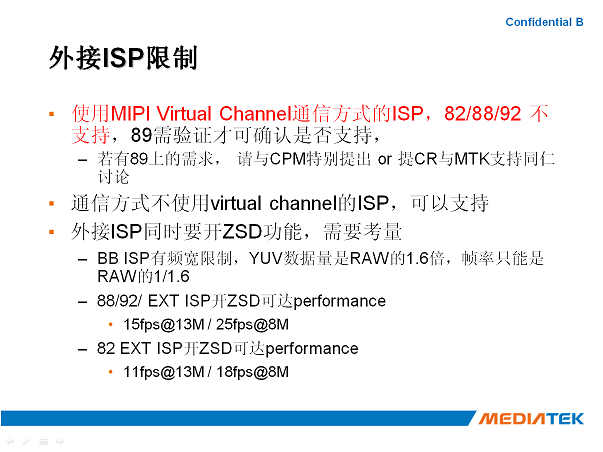 Confidential B
外接ISP限制
▪ 使用MIPI Virtual Channel通信方式的ISP，82/88/92 不
支持，89需验证才可确认是否支持，
– 若有89上的需求， 请与CPM特别提出 or 提CR与MTK支持同仁
讨论
▪ 通信方式不使用virtual channel的ISP，可以支持
▪ 外接ISP同时要开ZSD功能，需要考量
– BB ISP有频宽限制，YUV数据量是RAW的1.6倍，帧率只能是
RAW的1/1.6
– 88/92/ EXT ISP开ZSD可达performance
• 15fps@13M / 25fps@8M
– 82 EXT ISP开ZSD可达performance
• 11fps@13M / 18fps@8M
MEDIATEK